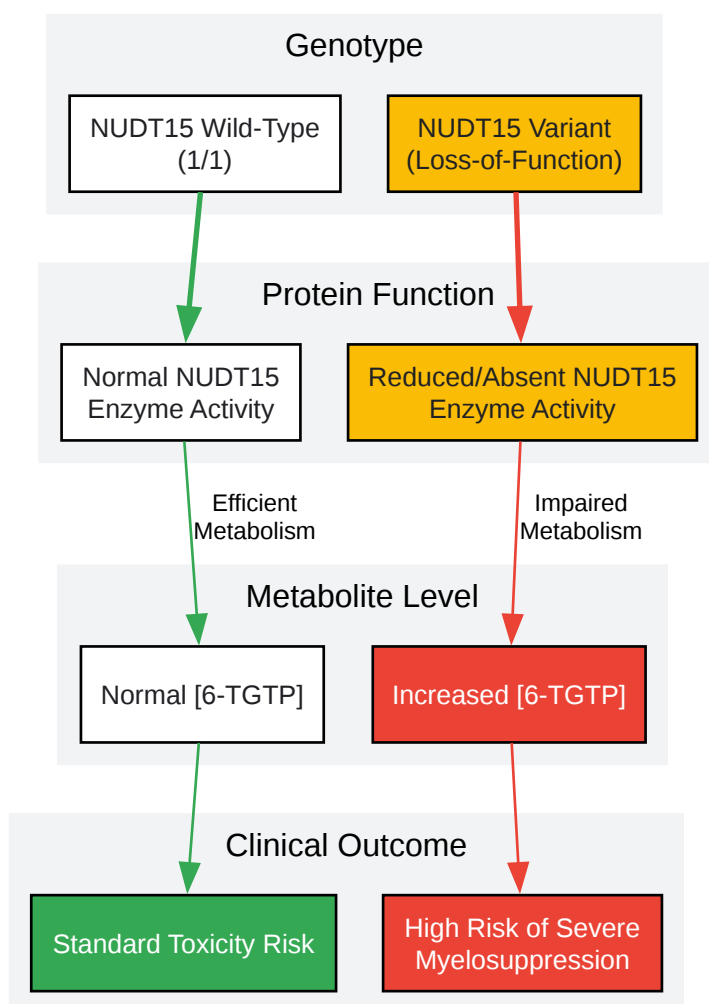 Genotype
NUDT15 Wild-Type
(1/1)
NUDT15 Variant
(Loss-of-Function)
Protein Function
Normal NUDT15
Enzyme Activity
Reduced/Absent NUDT15
Enzyme Activity
Efficient
Metabolism
Impaired
Metabolism
Metabolite Level
Normal [6-TGTP]
Increased [6-TGTP]
Clinical Outcome
Standard Toxicity Risk
High Risk of Severe
Myelosuppression